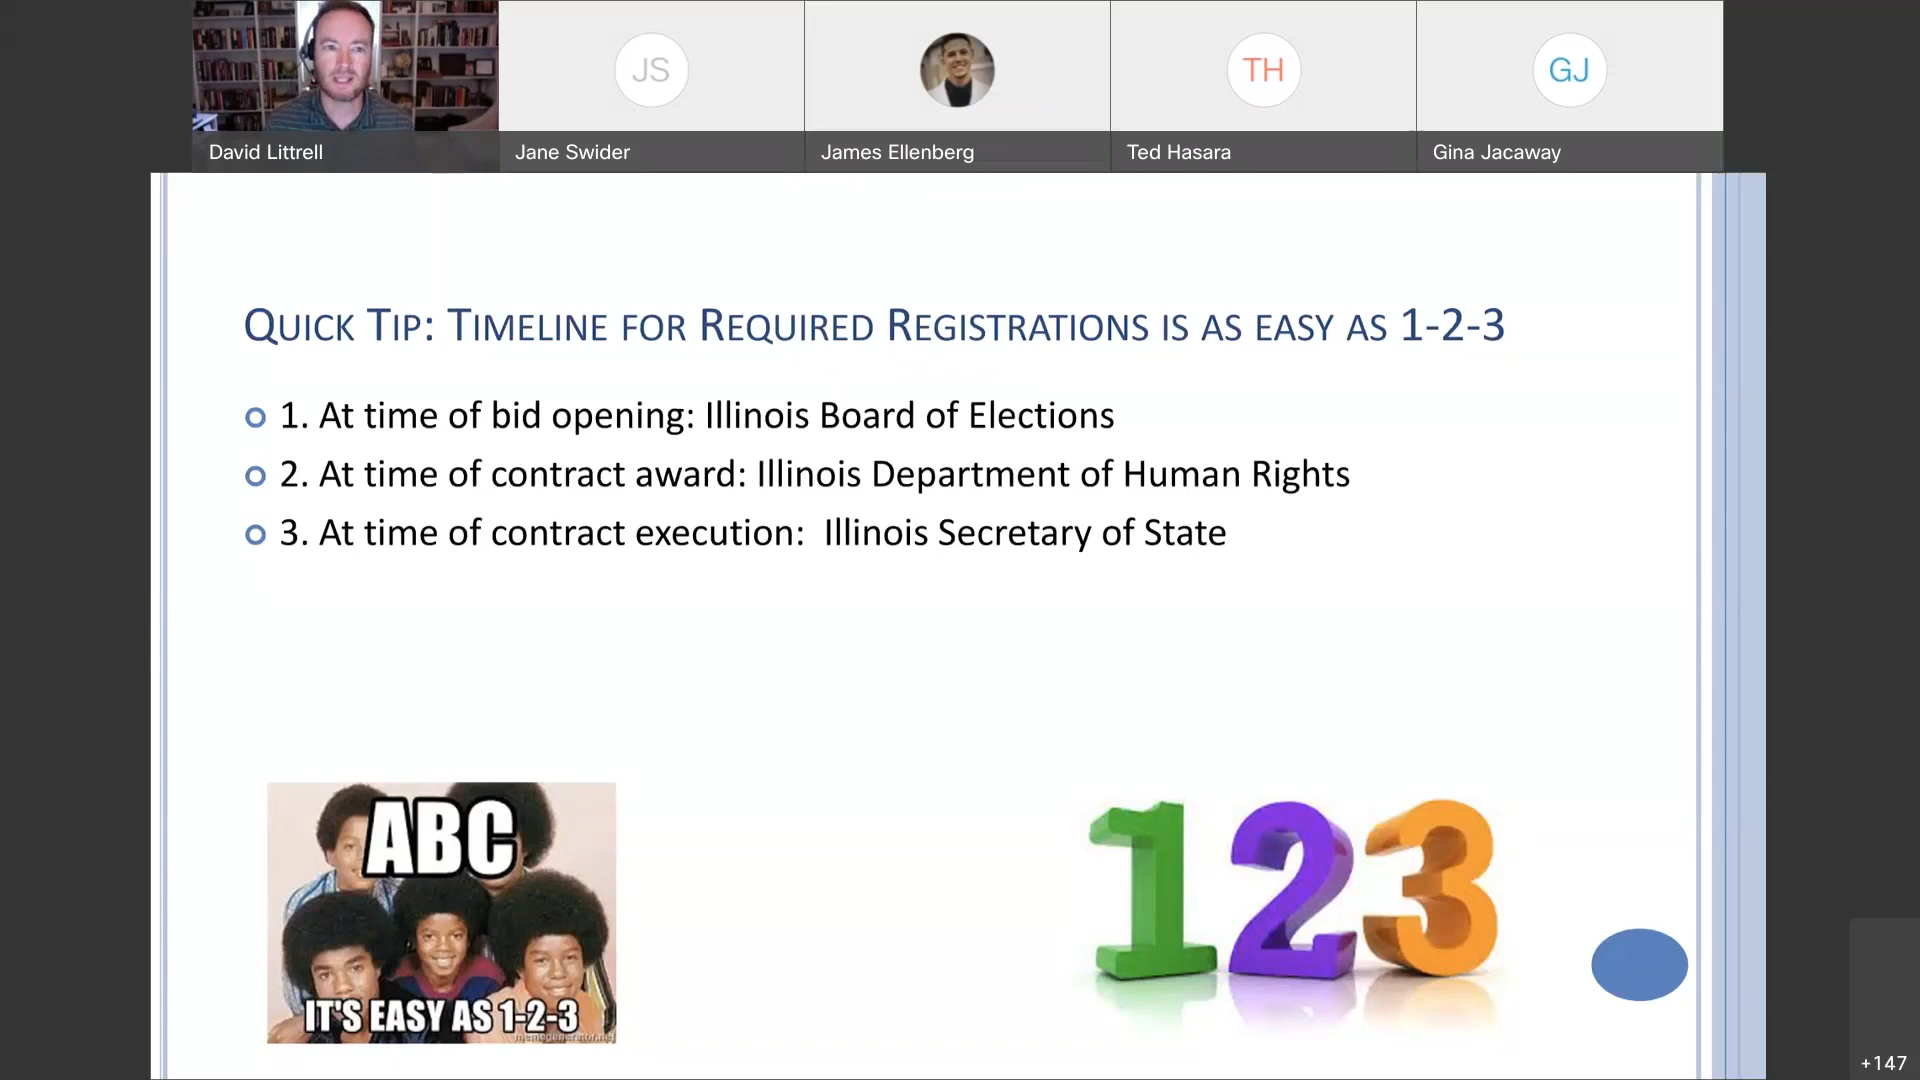 JS
TH
GJ
David Littrell
Jane Swider
James Ellenberg
Ted Hasara
Gina Jacaway
Quick Tip: Timeline for Required Registrations is as easy as 1-2-3
1. At time of bid opening: Illinois Board of Elections
2. At time of contract award: Illinois Department of Human Rights
3. At time of contract execution:  Illinois Secretary of State
ABC
IT'S EASY AS 1-2-3
memegenerator.net
123
+147